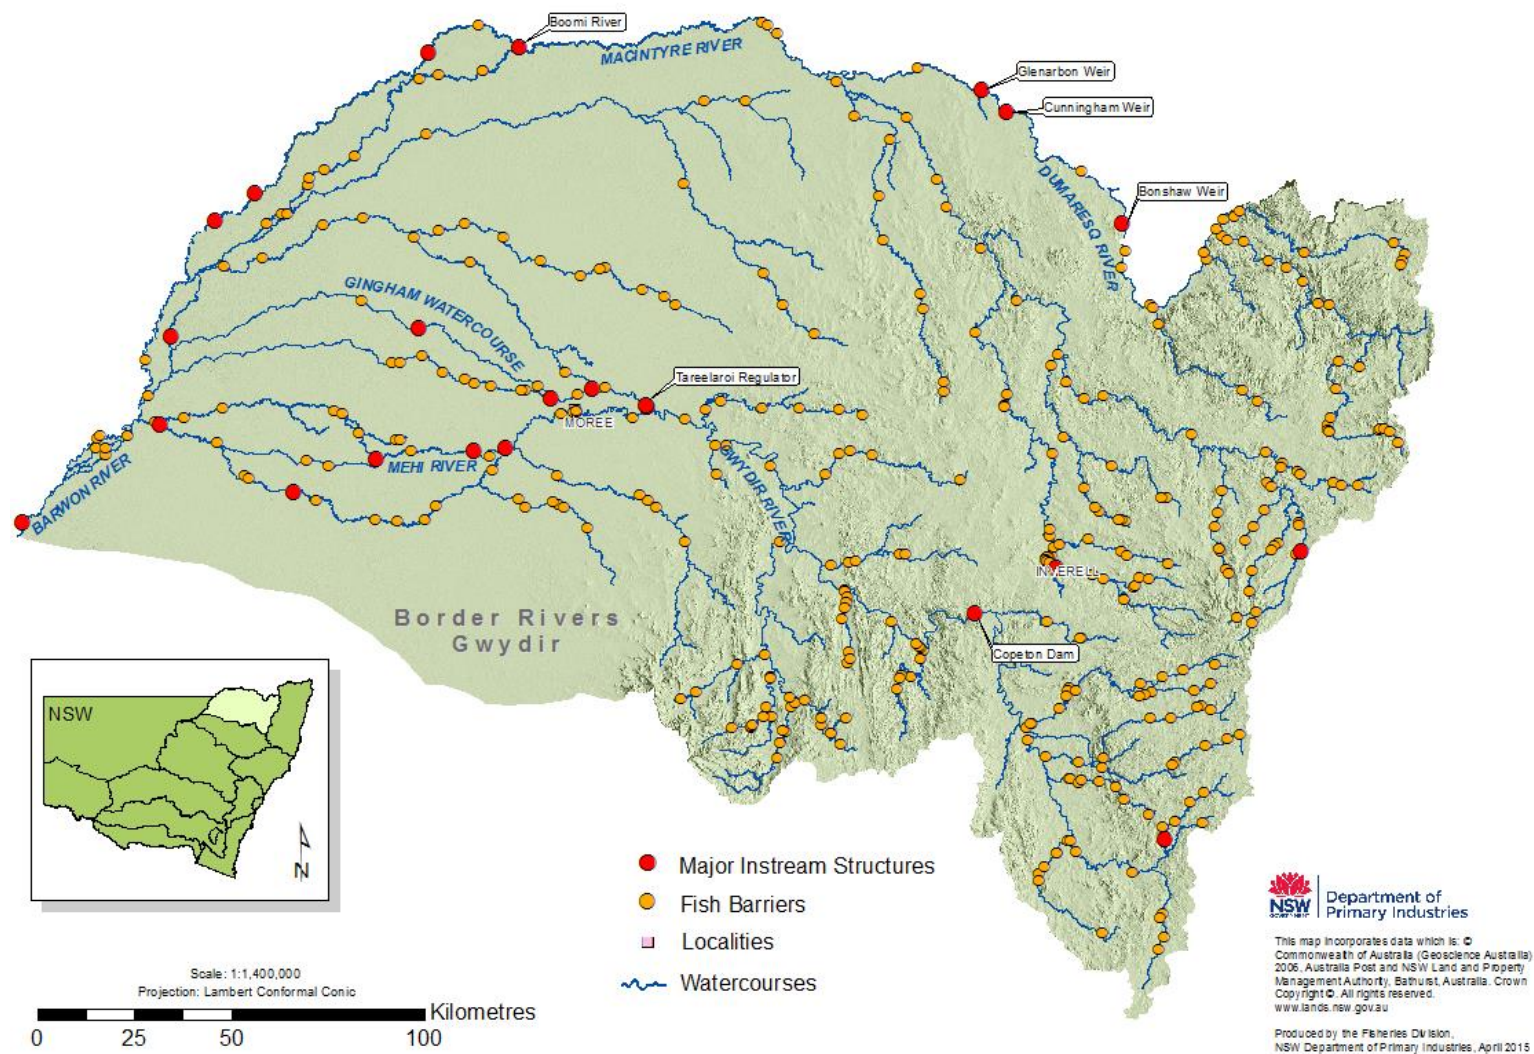 Boomi River
MACINTYRE RIVER
Glenarbon Weir
Cunningham Weir
DUMARESQ RIVER
Bonshaw Weir
GINGHAM WATERCOURSE
Tareelaroi Regulator
MOREE
MEHI RIVER
GWYDIR RIVER
BARWON RIVER
INVERELL
Border Rivers
Gwydir
Copeton Dam
NSW
N
Major Instream Structures
Fish Barriers
Localities
Watercourses
Scale: 1:1,400,000
Projection: Lambert Conformal Conic
Kilometres
0 25 50 100
NSW
GOVERNMENT
Department of
Primary Industries
This map incorporates data which is: ©
Commonwealth of Australia (Geoscience Australia)
2006, Australia Post and NSW Land and Property
Management Authority, Bathurst, Australia. Crown
Copyright ©. All rights reserved.
www.lands.nsw.gov.au
Produced by the Fisheries Division,
NSW Department of Primary Industries, April 2015